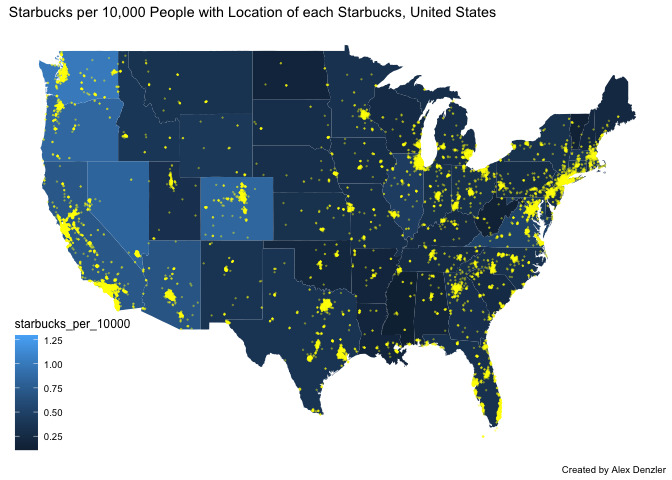 Starbucks per 10,000 People with Location of each Starbucks, United States
starbucks_per_10000
1.25
1.00
0.75
0.50
0.25
Created by Alex Denzler